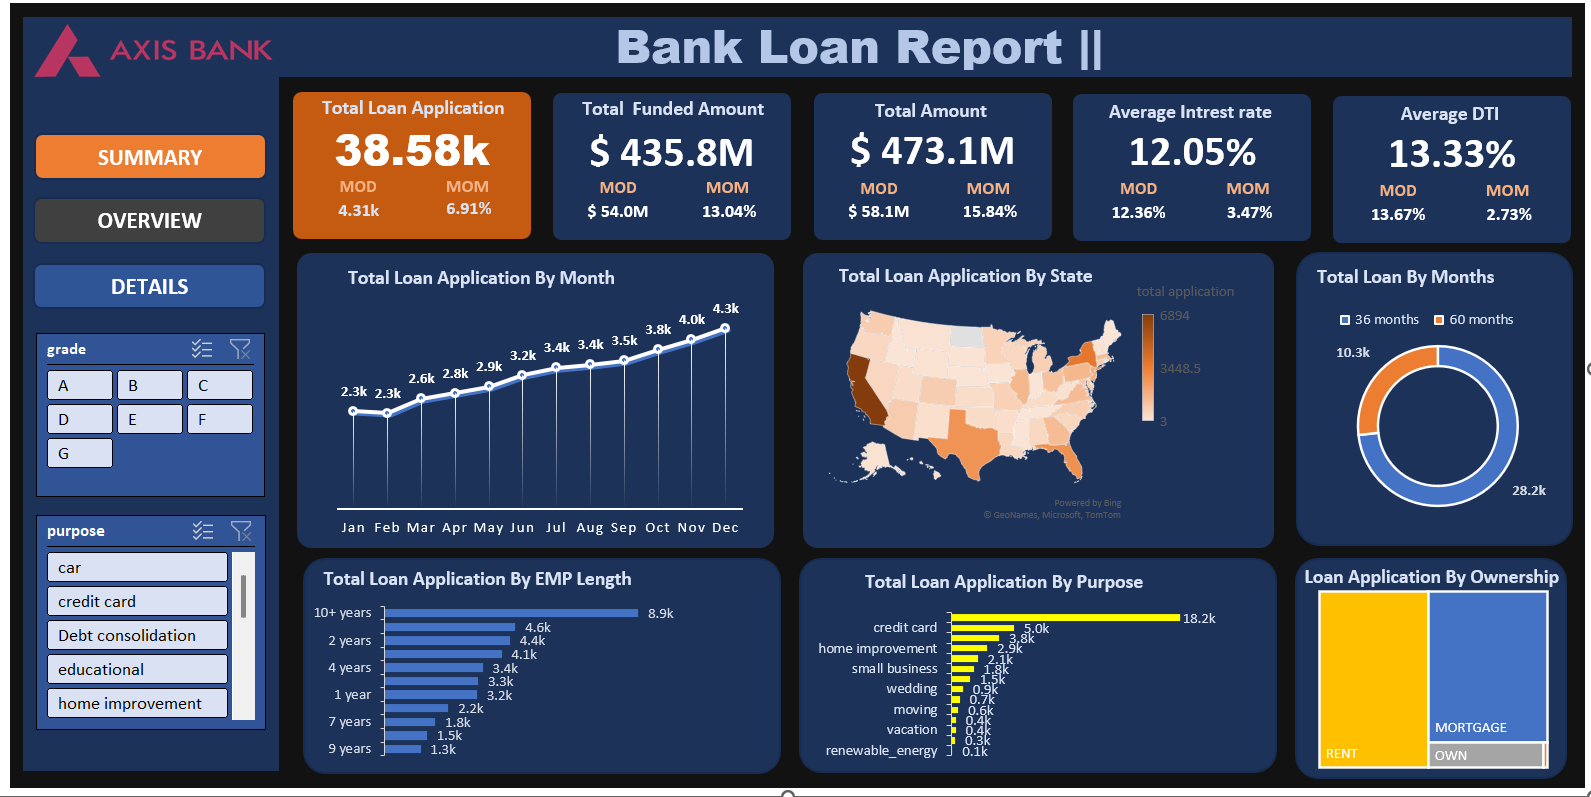 AXIS BANK
Bank Loan Report ||
SUMMARY
OVERVIEW
DETAILS
grade
A
B
C
D
E
F
G
purpose
car
credit card
Debt consolidation
educational
home improvement
Total Loan Application
38.58k
MOD MOM
4.31k 6.91%
Total Funded Amount
$ 435.8M
MOD MOM
$ 54.0M 13.04%
Total Amount
$ 473.1M
MOD MOM
$ 58.1M 15.84%
Average Intrest rate
12.05%
MOD MOM
12.36% 3.47%
Average DTI
13.33%
MOD MOM
13.67% 2.73%
Total Loan Application By Month
2.3k 2.3k 2.6k 2.8k 2.9k 3.2k 3.4k 3.4k 3.5k 3.8k 4.0k 4.3k
Jan Feb Mar Apr May Jun Jul Aug Sep Oct Nov Dec
Total Loan Application By State
total application
6894
3448.5
3
Powered by Bing
© GeoNames, Microsoft, TomTom
Total Loan By Months
36 months 60 months
10.3k
28.2k
Total Loan Application By EMP Length
10+ years 8.9k
4.6k
2 years 4.4k
4.1k
4 years 3.4k
3.3k
1 year 3.2k
2.2k
7 years 1.8k
1.5k
9 years 1.3k
Total Loan Application By Purpose
18.2k
credit card 5.0k
3.8k
home improvement 2.9k
2.1k
small business 1.8k
1.5k
wedding 0.9k
0.7k
moving 0.6k
0.4k
vacation 0.4k
0.3k
renewable_energy 0.1k
Loan Application By Ownership
RENT
MORTGAGE
OWN